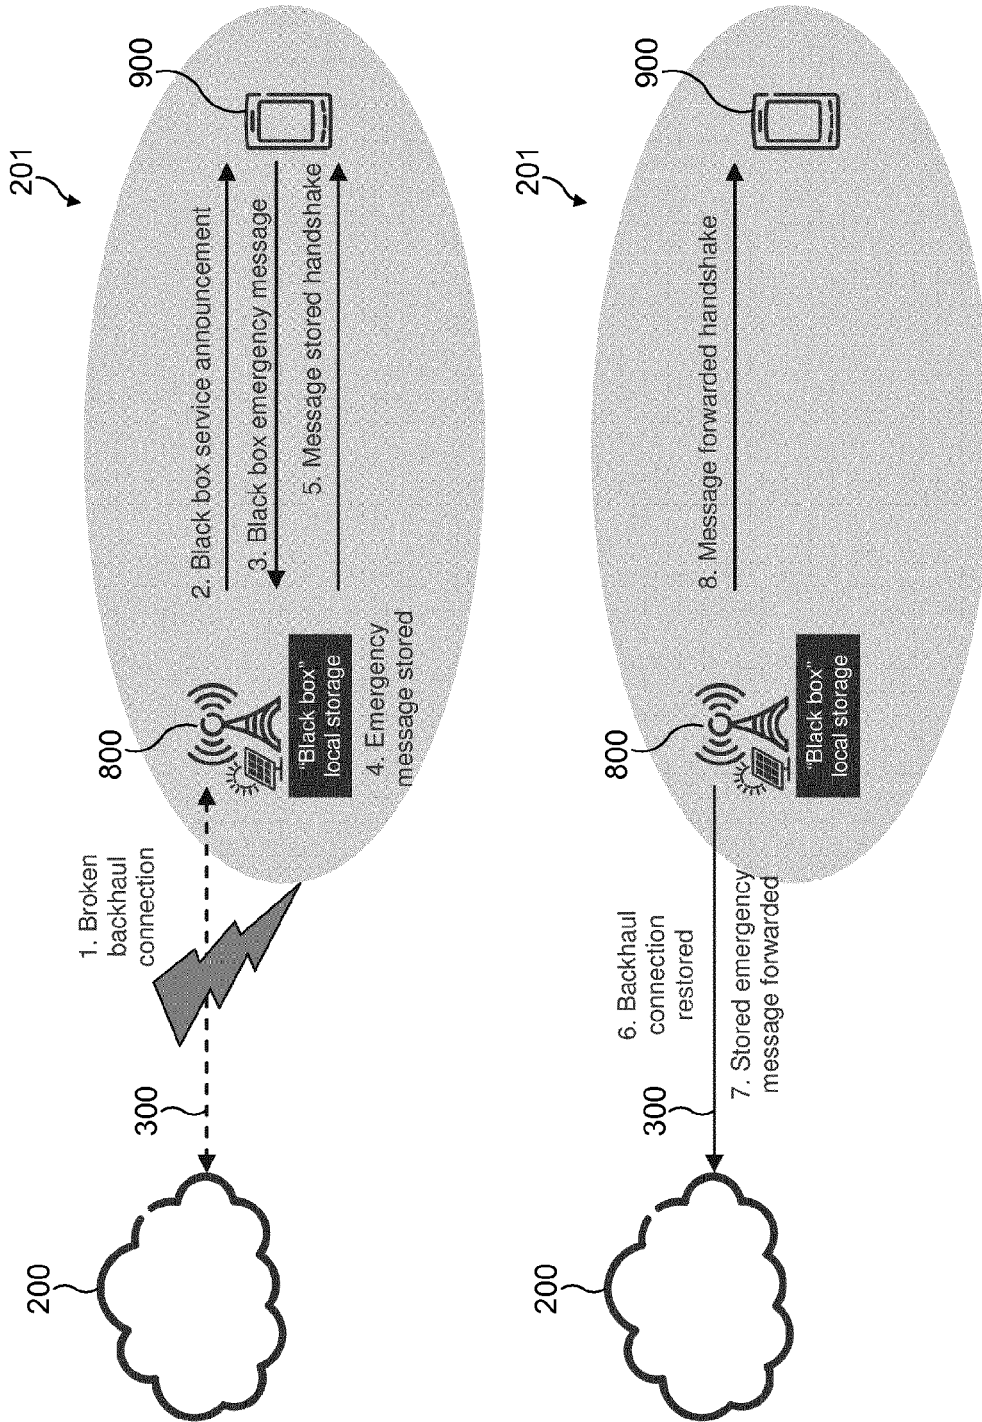 200
300
1. Broken
backhaul
connection
800
"Black box"
local storage
4. Emergency
message stored
2. Black box service announcement
3. Black box emergency message
5. Message stored handshake
900
201
200
300
6. Backhaul
connection
restored
7. Stored emergency
message forwarded
800
"Black box"
local storage
8. Message forwarded handshake
900
201